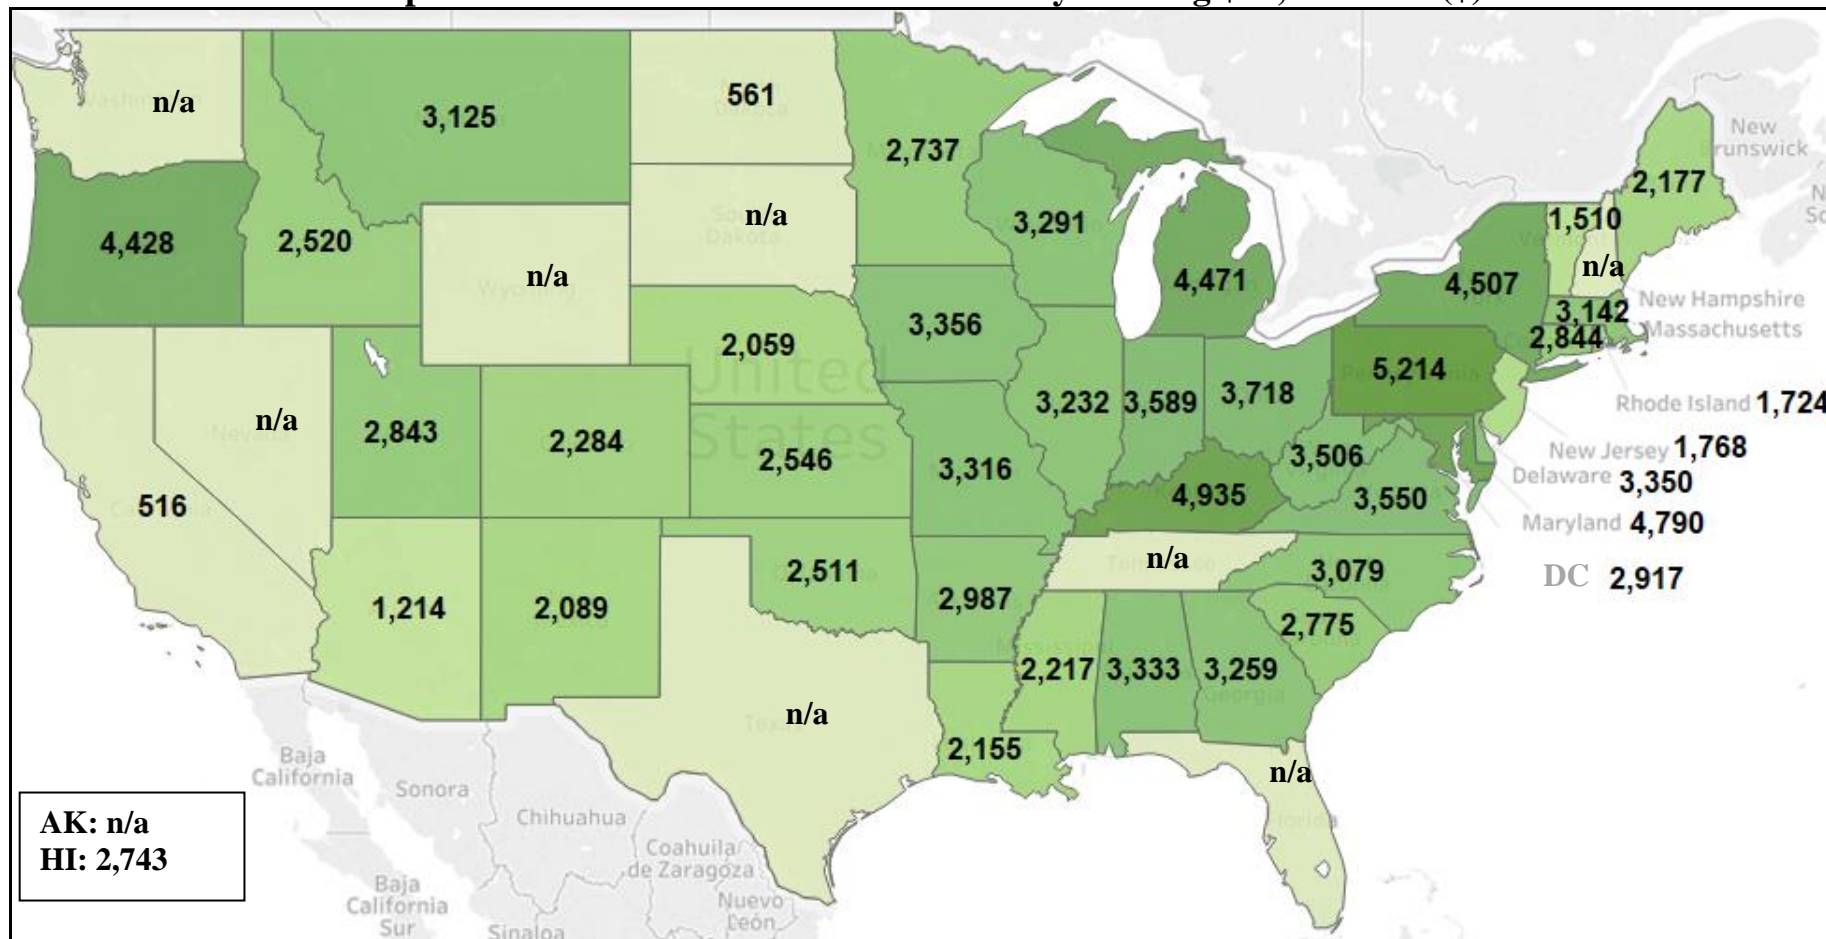 n/a
3,125
561
2,737
4,428
2,520
n/a
n/a
3,291
4,471
4,507
1,510
n/a
2,177
New
Brunswick
3,142
2,844
New Hampshire
Massachusetts
Rhode Island 1,724
New Jersey 1,768
Delaware 3,350
Maryland 4,790
DC 2,917
n/a
2,843
2,284
2,059
United
States
2,546
3,356
3,316
3,232
3,589
3,718
5,214
3,506
3,550
4,935
516
1,214
2,089
2,511
2,987
n/a
3,079
2,775
2,217
3,333
3,259
Georgia
2,155
n/a
n/a
Florida
Baja
California
Sonora
Chihuahua
Coahuila
de Zaragoza
Nuevo
León
Baja
California
Sur
Sinaloa
AK: n/a
HI: 2,743